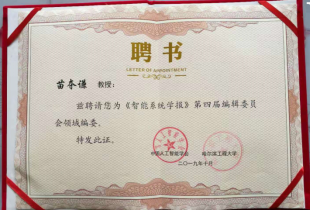 聘书
LETTER OF APPOINTMENT
苗夺谦 教授：
兹聘请您为《智能系统学报》第四届编辑委员
会领域编委。
特发此证。
中国人工智能学会 哈尔滨工程大学
二〇一九年十月